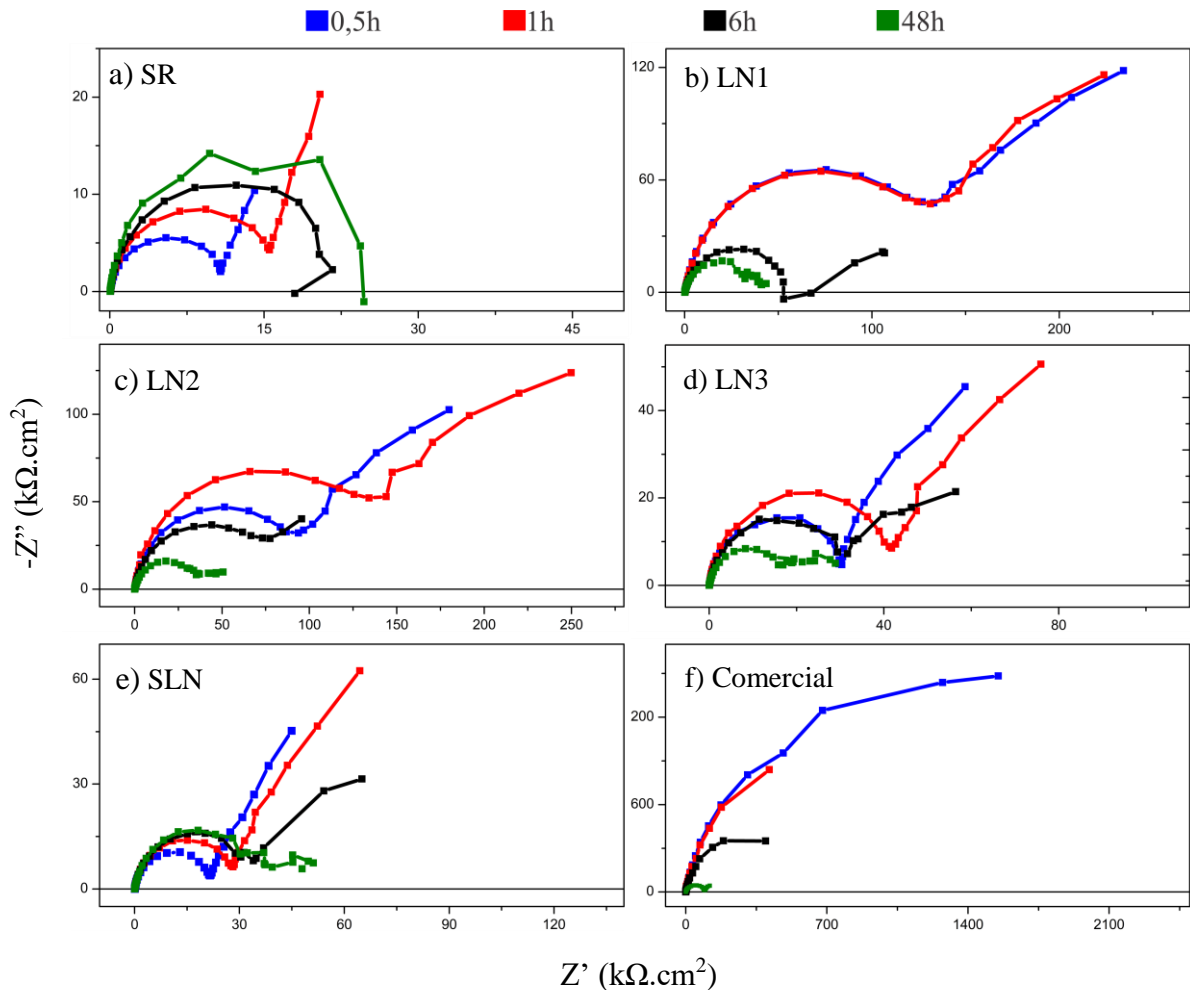 0,5h 1h 6h 48h
a) SR
20
10
0
0 15 30 45
b) LN1
120
60
0
0 100 200
c) LN2
100
50
0
0 50 100 150 200 250
d) LN3
40
20
0
0 40 80
e) SLN
60
30
0
0 30 60 90 120
f) Comercial
200
600
0
0 700 1400 2100
-Z” (kΩ.cm²)
Z’ (kΩ.cm²)